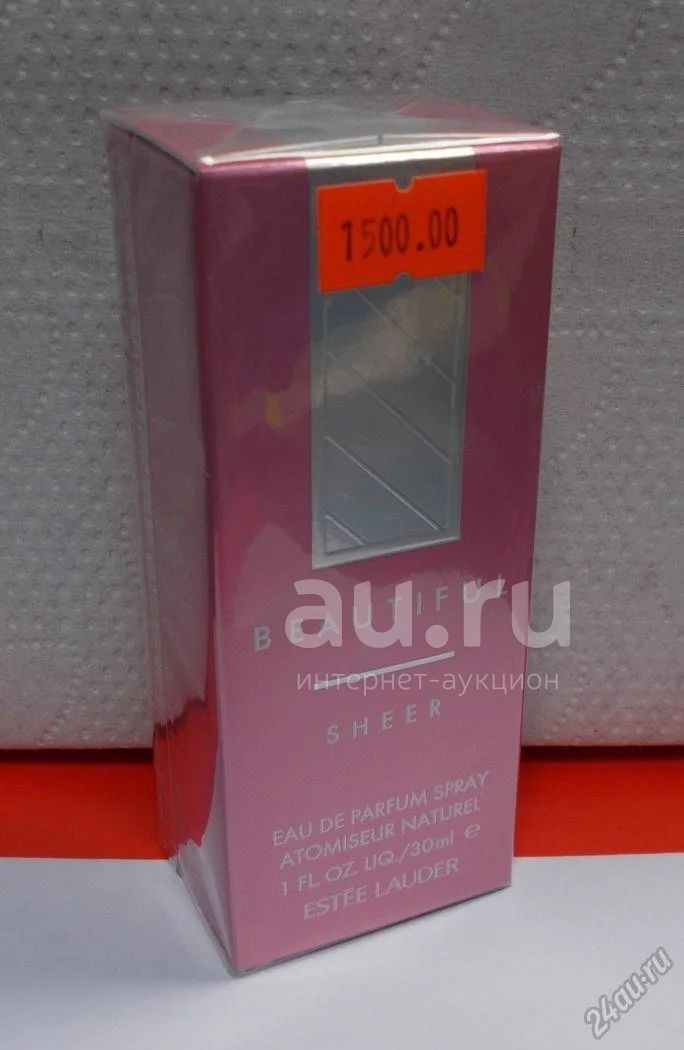 1500.00
BEAUTIFUL
au.ru
интернет-аукцион
SHEER
EAU DE PARFUM SPRAY
ATOMISEUR NATUREL
1 FL. OZ. LIQ./30ml e
ESTĒE LAUDER
24au.ru